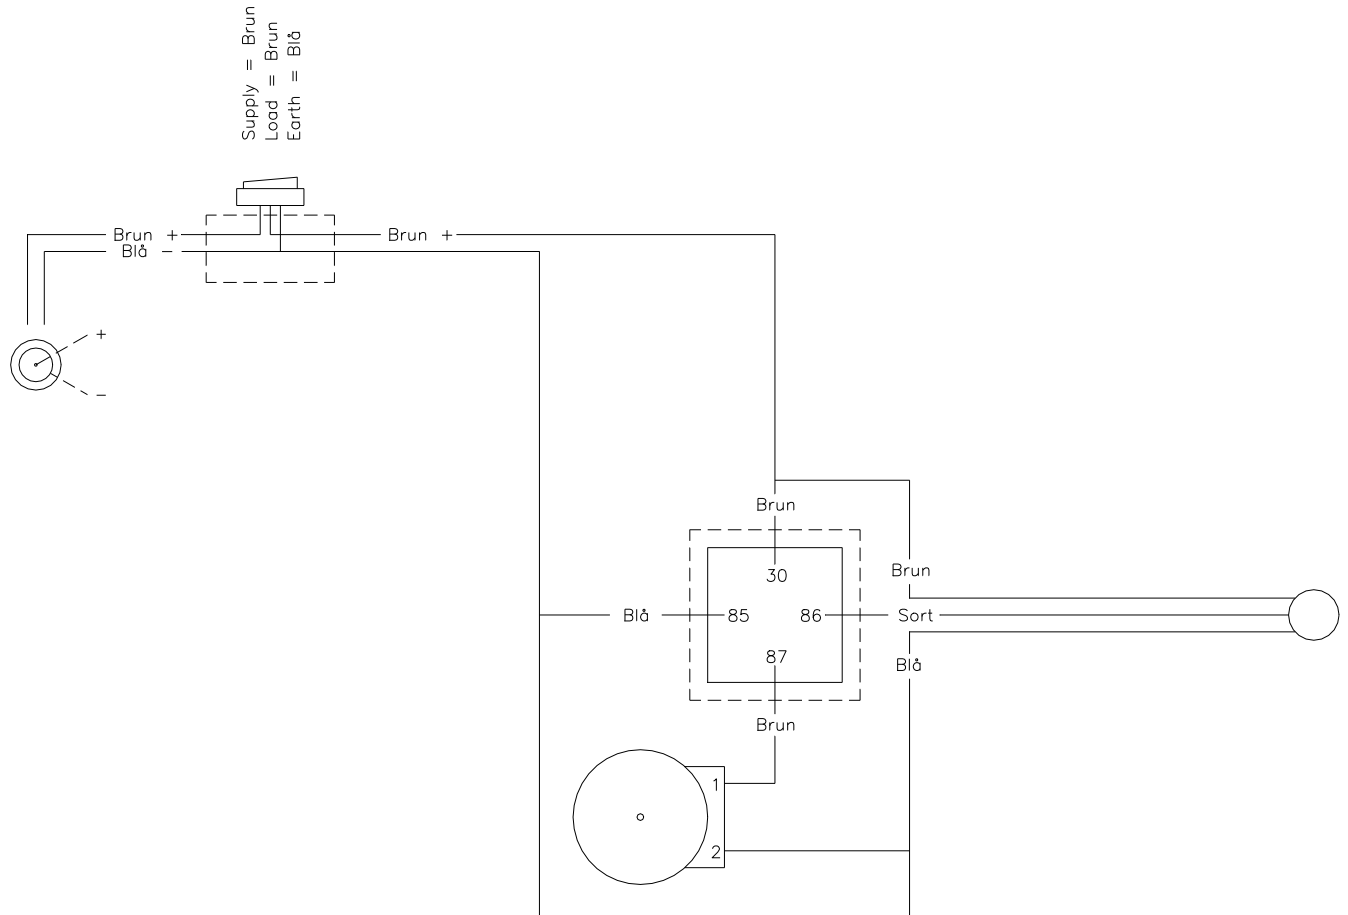 Supply = Brun
Load = Brun
Earth = Blå
Brun +
Brun +
Blå -
+
-
Brun
30
Brun
Blå
85
86
Sort
87
Blå
Brun
1
2